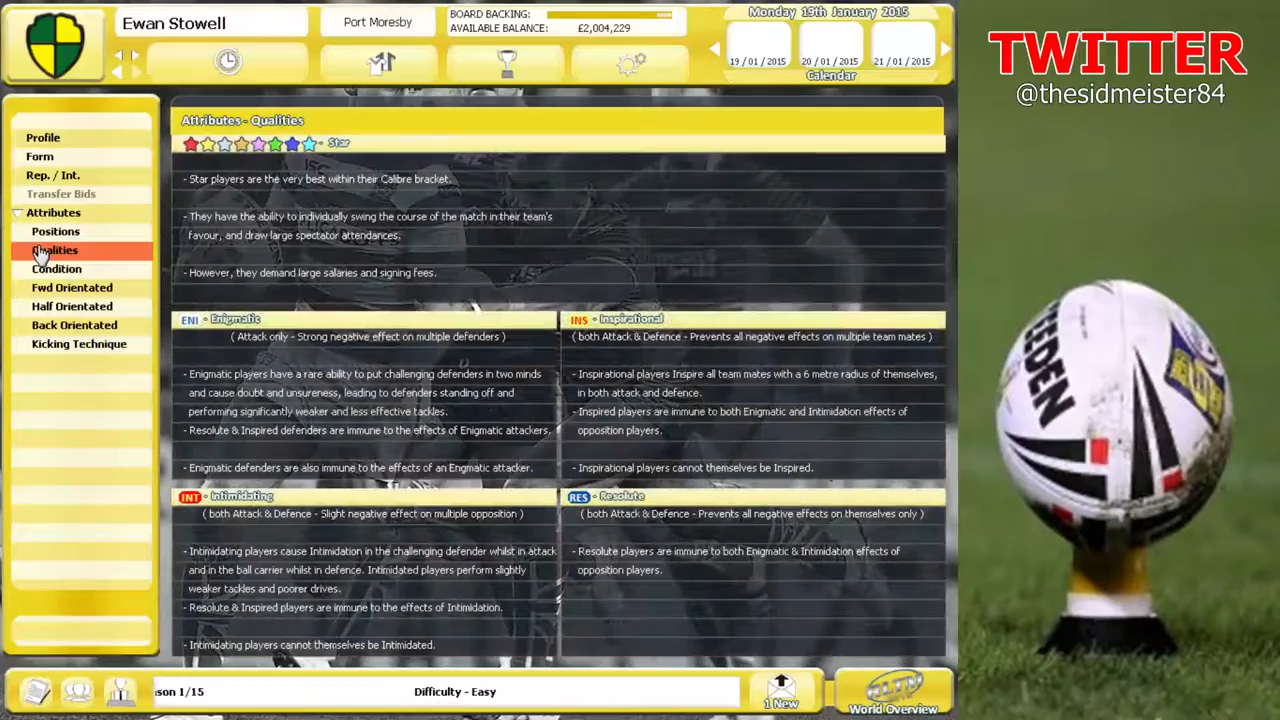 Ewan Stowell
Port Moresby
BOARD BACKING:
AVAILABLE BALANCE: £2,004,229
Monday 19th January 2015
19 / 01 / 2015
20 / 01 / 2015
21 / 01 / 2015
Calendar
TWITTER
@thesidmeister84
Profile
Form
Rep. / Int.
Transfer Bids
Attributes
Positions
Qualities
Condition
Fwd Orientated
Half Orientated
Back Orientated
Kicking Technique
Attributes - Qualities
- Star
- Star players are the very best within their Calibre bracket.
- They have the ability to individually swing the course of the match in their team's
favour, and draw large spectator attendances.
- However, they demand large salaries and signing fees.
ENI - Enigmatic
( Attack only - Strong negative effect on multiple defenders )
- Enigmatic players have a rare ability to put challenging defenders in two minds
and cause doubt and unsureness, leading to defenders standing off and
performing significantly weaker and less effective tackles.
- Resolute & Inspired defenders are immune to the effects of Enigmatic attackers.
- Enigmatic defenders are also immune to the effects of an Engmatic attacker.
INS - Inspirational
( both Attack & Defence - Prevents all negative effects on multiple team mates )
- Inspirational players Inspire all team mates with a 6 metre radius of themselves,
in both attack and defence.
- Inspired players are immune to both Enigmatic and Intimidation effects of
opposition players.
- Inspirational players cannot themselves be Inspired.
INT - Intimidating
( both Attack & Defence - Slight negative effect on multiple opposition )
- Intimidating players cause Intimidation in the challenging defender whilst in attack
and in the ball carrier whilst in defence. Intimidated players perform slightly
weaker tackles and poorer drives.
- Resolute & Inspired players are immune to the effects of Intimidation.
- Intimidating players cannot themselves be Intimidated.
RES - Resolute
( both Attack & Defence - Prevents all negative effects on themselves only )
- Resolute players are immune to both Enigmatic & Intimidation effects of
opposition players.
STEEDEN
ason 1/15
Difficulty - Easy
1 New
RLTM
World Overview